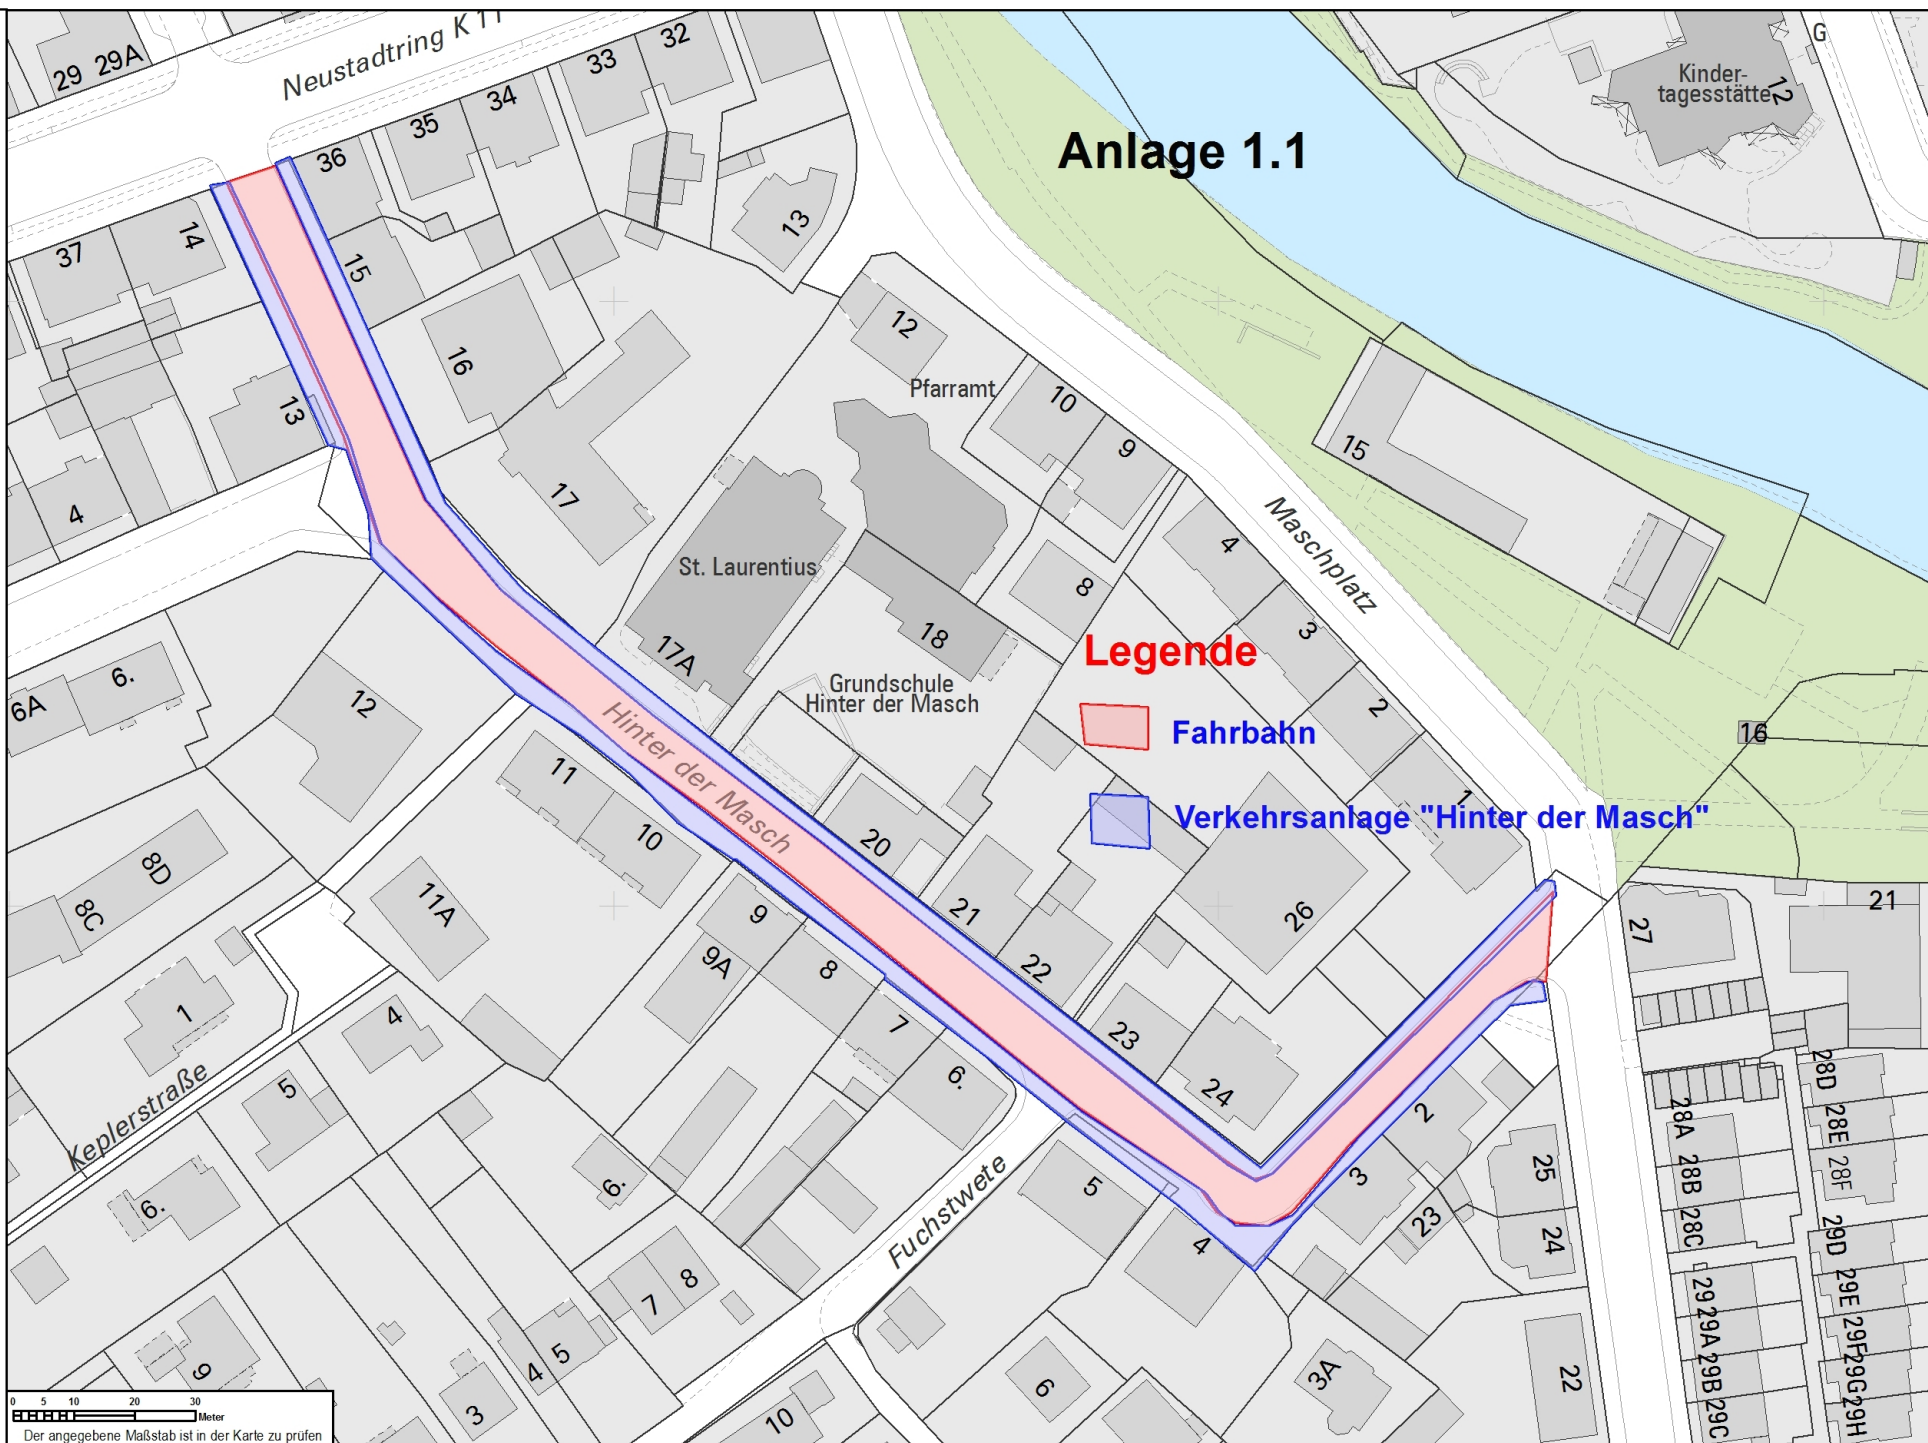 29 29A
Neustadtring K 11
32
33
34
35
36
37
14
15
13
G
Kinder-
tagesstätte
12
Anlage 1.1
16
12
Pfarramt
10
9
13
17
15
4
St. Laurentius
8
4
Maschplatz
17A
18
3
Legende
Grundschule
Hinter der Masch
2
Fahrbahn
16
6A
6.
12
Hinter der Masch
11
10
20
1
Verkehrsanlage "Hinter der Masch"
8D
8C
11A
9
9A
8
21
22
26
27
21
1
4
7
6.
23
24
Keplerstraße
5
2
28D
28A
28E
28B
28F
28C
6.
6.
Fuchstwete
5
4
3
23
25
24
29D
29E
29
29A
29F
29B
29G
29C
29H
7
8
9
4
5
3
10
6
3A
22
0 5 10 20 30
Meter
Der angegebene Maßstab ist in der Karte zu prüfen